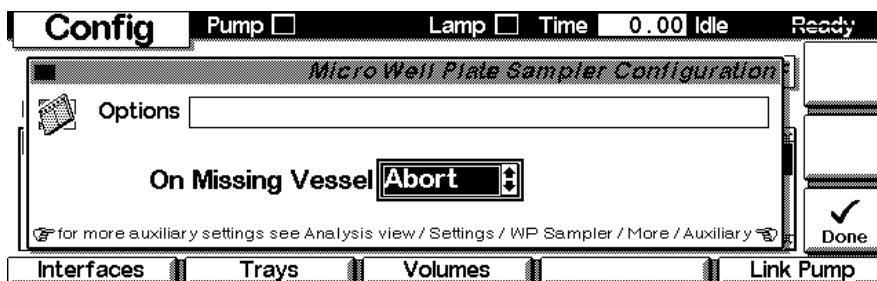 Config Pump Lamp Time 0.00 Idle Ready
Micro Well Plate Sampler Configuration
Options
On Missing Vessel Abort
for more auxiliary settings see Analysis view / Settings / WP Sampler / More / Auxiliary
Done
Interfaces Trays Volumes Link Pump